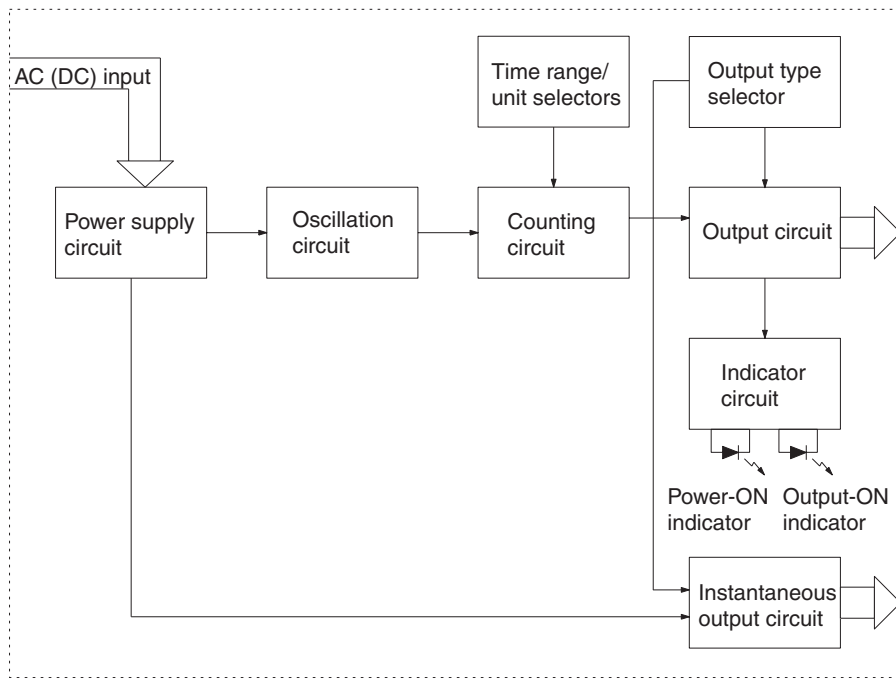 AC (DC) input
Time range/
unit selectors
Output type
selector
Power supply
circuit
Oscillation
circuit
Counting
circuit
Output circuit
Indicator
circuit
Power-ON
indicator
Output-ON
indicator
Instantaneous
output circuit